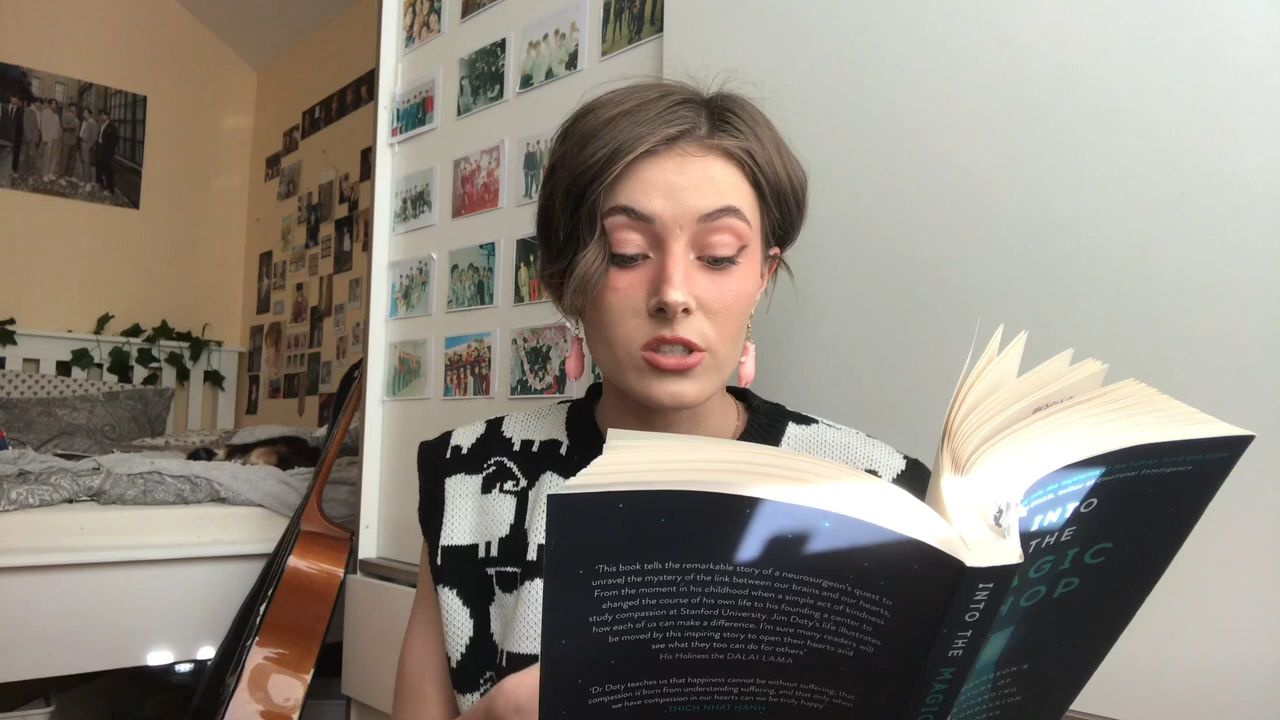 'This book tells the remarkable story of a neurosurgeon's quest to
unravel the mystery of the link between our brains and our hearts.
From the moment in his childhood when a simple act of kindness
changed the course of his own life to his founding a center to
study compassion at Stanford University, Jim Doty's life illustrates
how each of us can make a difference. I'm sure many readers will
be moved by this inspiring story to open their hearts and
see what they too can do for others'
His Holiness the DALAI LAMA
'Dr Doty teaches us that happiness cannot be without suffering, that
compassion is born from understanding suffering, and that only when
we have compassion in our hearts can we be truly happy'
THICH NHAT HANH
INTO THE MAGIC
Emotional Intelligence
INTO
THE
AGIC
HOP